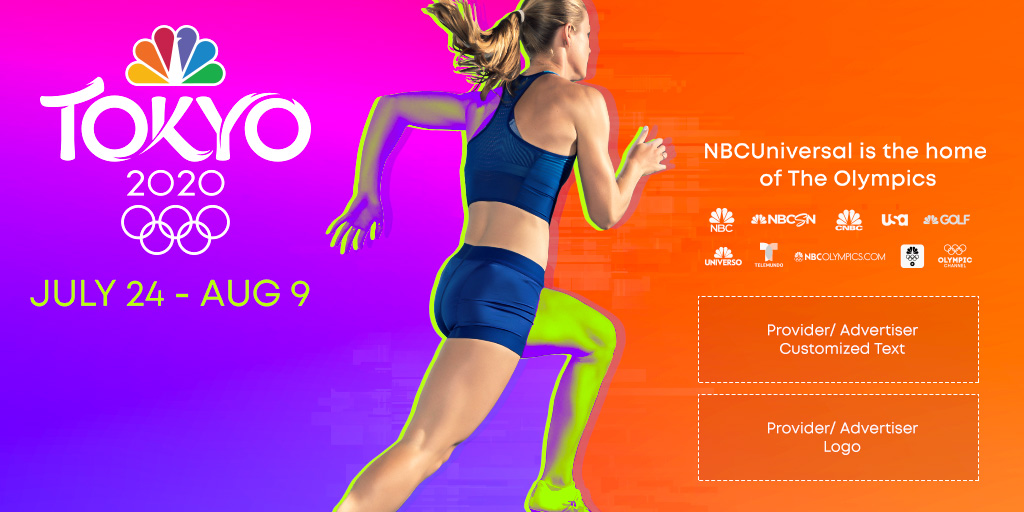 TOKYO
2020
JULY 24 - AUG 9
NBCUniversal is the home
of The Olympics
NBC NBCSN CNBC USA GOLF
UNIVERSO TELEMUNDO NBCOLYMPICS.COM OLYMPIC
CHANNEL
Provider/ Advertiser
Customized Text
Provider/ Advertiser
Logo